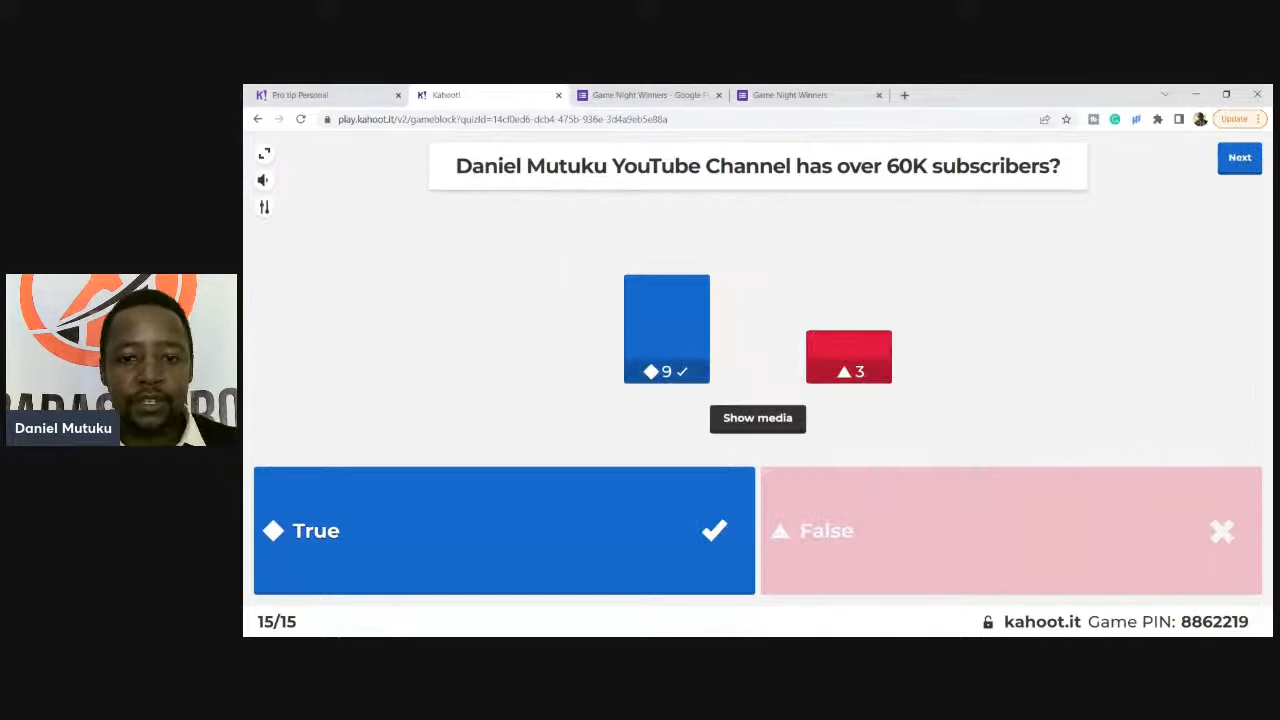 Pro tip Personal
Kahoot!
Game Night Winners - Google F
Game Night Winners
play.kahoot.it/v2/gameblock?quizId=14cf0ed6-dcb4-475b-936e-3d4a9eb5e88a
Update
Daniel Mutuku YouTube Channel has over 60K subscribers?
Next
9
3
Show media
Daniel Mutuku
True
False
15/15
kahoot.it Game PIN: 8862219